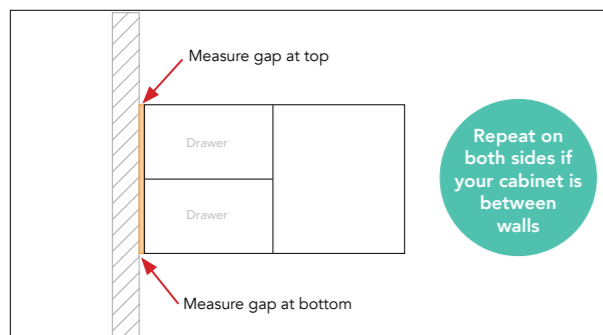 Measure gap at top
Drawer
Drawer
Measure gap at bottom
Repeat on
both sides if
your cabinet is
between
walls